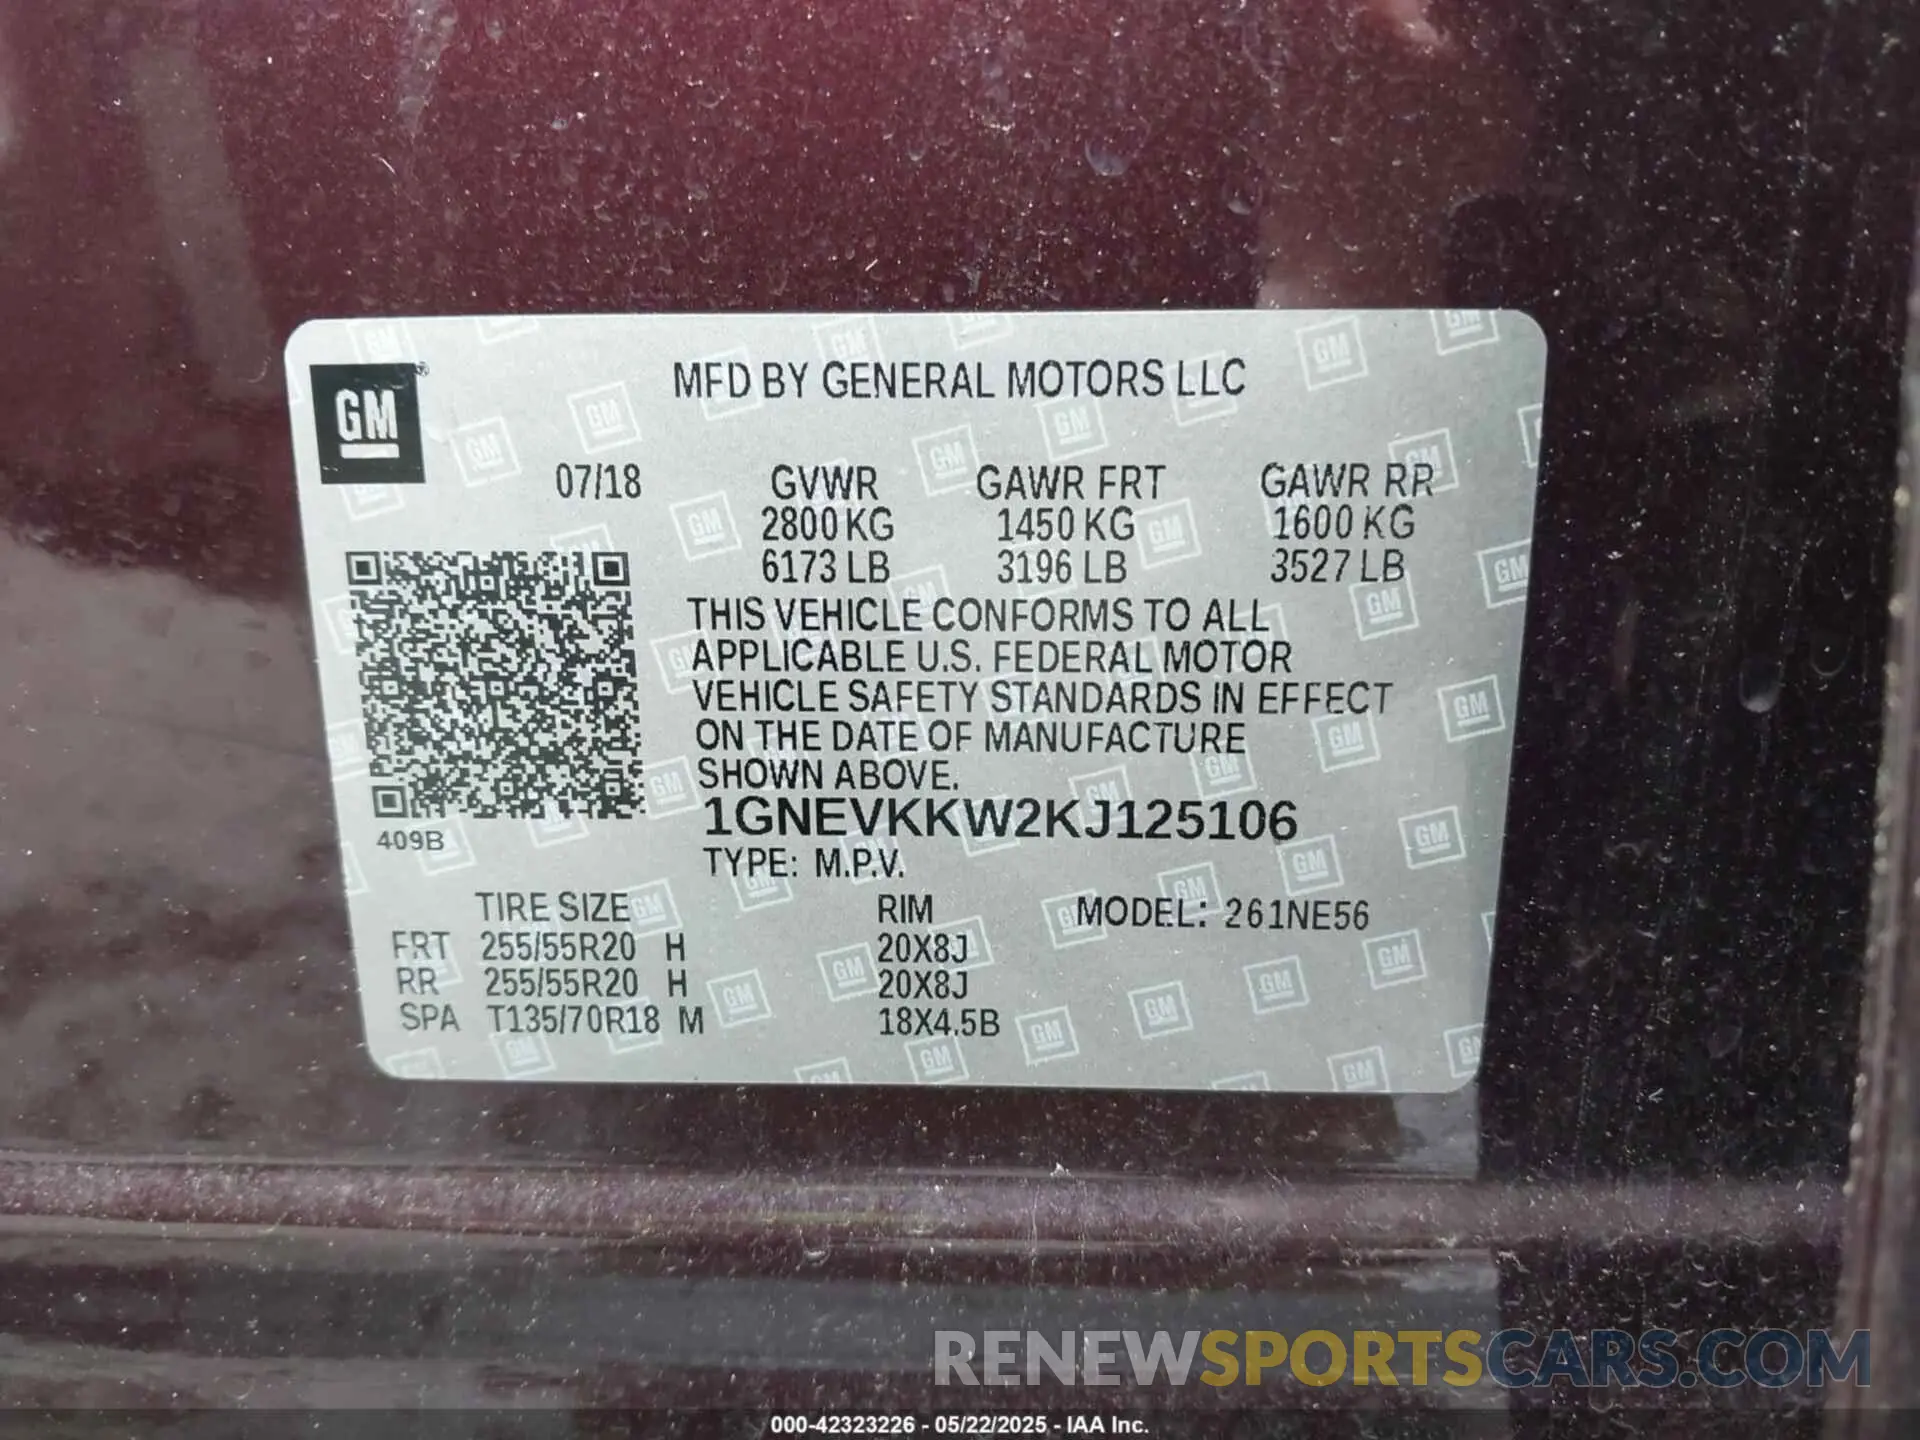 MFD BY GENERAL MOTORS LLC
GM®
07/18 GVWR GAWR FRT GAWR RR
2800 KG 1450 KG 1600 KG
6173 LB 3196 LB 3527 LB
THIS VEHICLE CONFORMS TO ALL
APPLICABLE U.S. FEDERAL MOTOR
VEHICLE SAFETY STANDARDS IN EFFECT
ON THE DATE OF MANUFACTURE
SHOWN ABOVE.
1GNEVKKW2KJ125106
409B
TYPE: M.P.V.
TIRE SIZE RIM MODEL: 261NE56
FRT 255/55R20 H 20X8J
RR 255/55R20 H 20X8J
SPA T135/70R18 M 18X4.5B
RENEWSPORTSCARS.COM
000-42323226 - 05/22/2025 - IAA Inc.